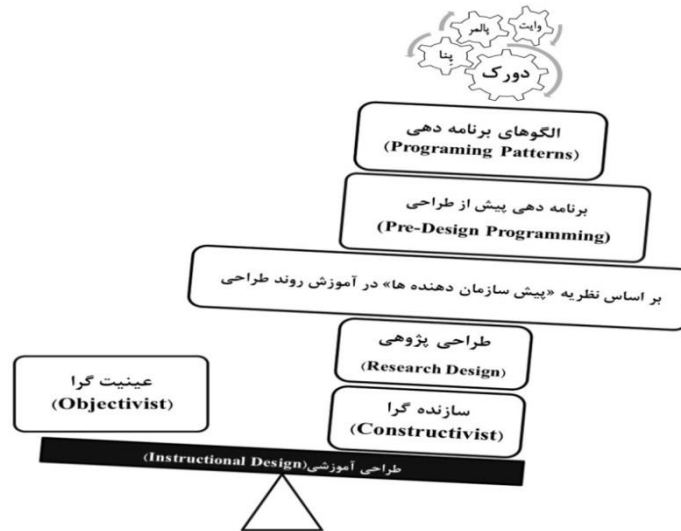 وایت
پالمر
پنا
دورک
الگوهای برنامه دهی
(Programing Patterns)
برنامه دهی پیش از طراحی
(Pre-Design Programming)
بر اساس نظریه «پیش سازمان دهنده ها» در آموزش روند طراحی
طراحی پژوهی
(Research Design)
عینیت گرا
(Objectivist)
سازنده گرا
(Constructivist)
طراحی آموزشی(Instructional Design)